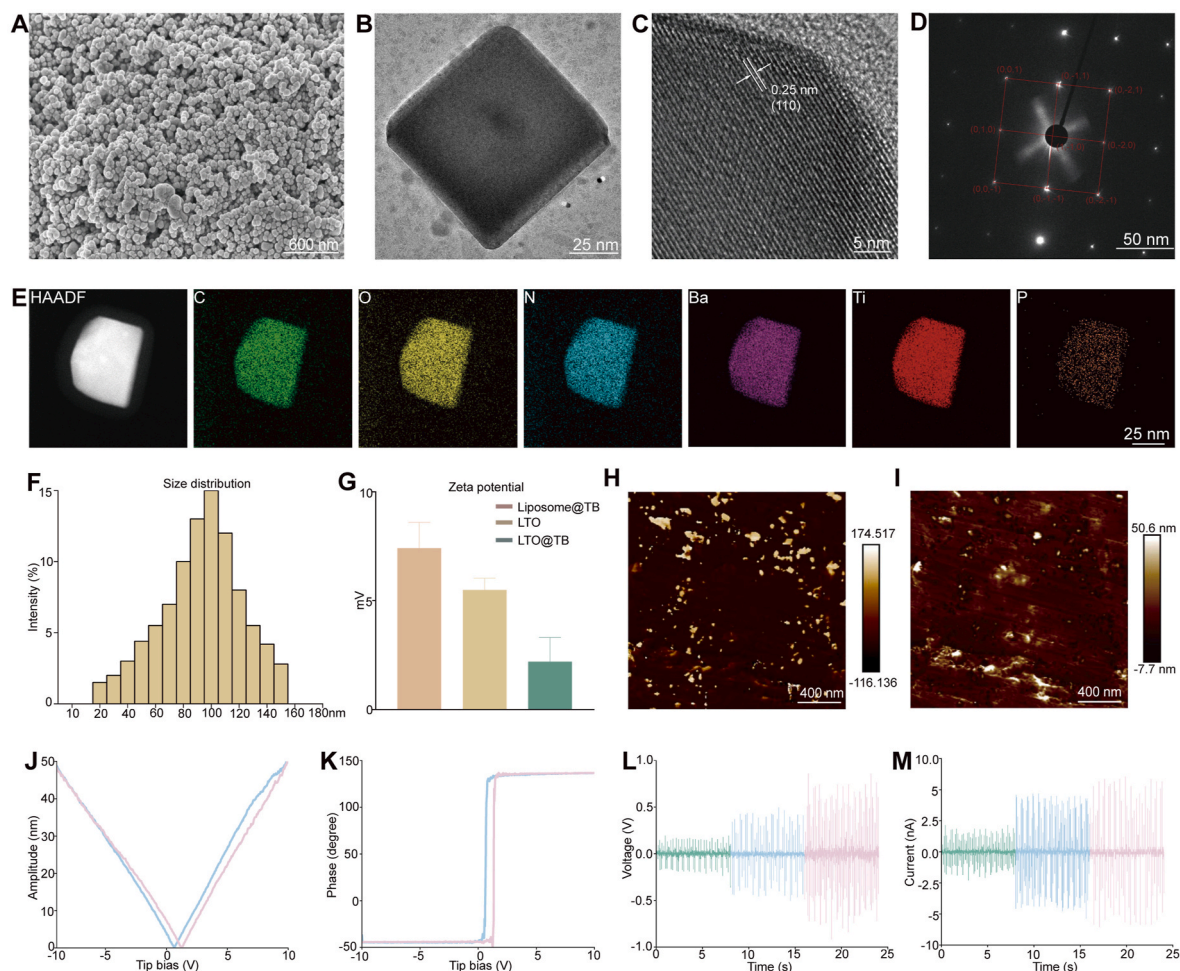 A
600 nm
B
25 nm
C
0.25 nm
(110)
5 nm
D
(0,0,1)
(0,-1,1)
(0,-2,1)
(0,1,0)
(0,-2,0)
(0,-1,-1)
50 nm
E
HAADF
C
O
N
Ba
Ti
P
25 nm
F
Size distribution
Intensity (%)
15
10
5
0
10 20 40 60 80 100 120 140 160 180nm
G
Zeta potential
Liposome@TB
LTO
LTO@TB
mV
10
5
0
H
174.517
-116.136
400 nm
I
50.6 nm
-7.7 nm
400 nm
J
Amplitude (nm)
50
40
30
20
10
0
-10 -5 0 5 10
Tip bias (V)
K
Phase (degree)
150
100
50
0
-50
-10 -5 0 5 10
Tip bias (V)
L
Voltage (V)
1.0
0.5
0.0
-0.5
-1.0
0 5 10 15 20 25
Time (s)
M
Current (nA)
10
5
2.5
0
-2.5
-5
-10
0 5 10 15 20 25
Time (s)